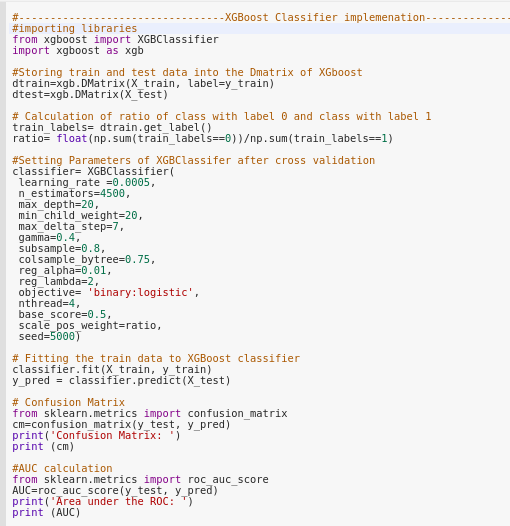 #---------------------------------XGBoost Classifier implemenation--------------
#importing libraries
from xgboost import XGBClassifier
import xgboost as xgb
#Storing train and test data into the Dmatrix of XGboost
dtrain=xgb.DMatrix(X_train, label=y_train)
dtest=xgb.DMatrix(X_test)
# Calculation of ratio of class with label 0 and class with label 1
train_labels= dtrain.get_label()
ratio= float(np.sum(train_labels==0))/np.sum(train_labels==1)
#Setting Parameters of XGBClassifer after cross validation
classifier= XGBClassifier(
learning_rate =0.0005,
n_estimators=4500,
max_depth=20,
min_child_weight=20,
max_delta_step=7,
gamma=0.4,
subsample=0.8,
colsample_bytree=0.75,
reg_alpha=0.01,
reg_lambda=2,
objective= 'binary:logistic',
nthread=4,
base_score=0.5,
scale_pos_weight=ratio,
seed=5000)
# Fitting the train data to XGBoost classifier
classifier.fit(X_train, y_train)
y_pred = classifier.predict(X_test)
# Confusion Matrix
from sklearn.metrics import confusion_matrix
cm=confusion_matrix(y_test, y_pred)
print('Confusion Matrix: ')
print (cm)
#AUC calculation
from sklearn.metrics import roc_auc_score
AUC=roc_auc_score(y_test, y_pred)
print('Area under the ROC: ')
print (AUC)